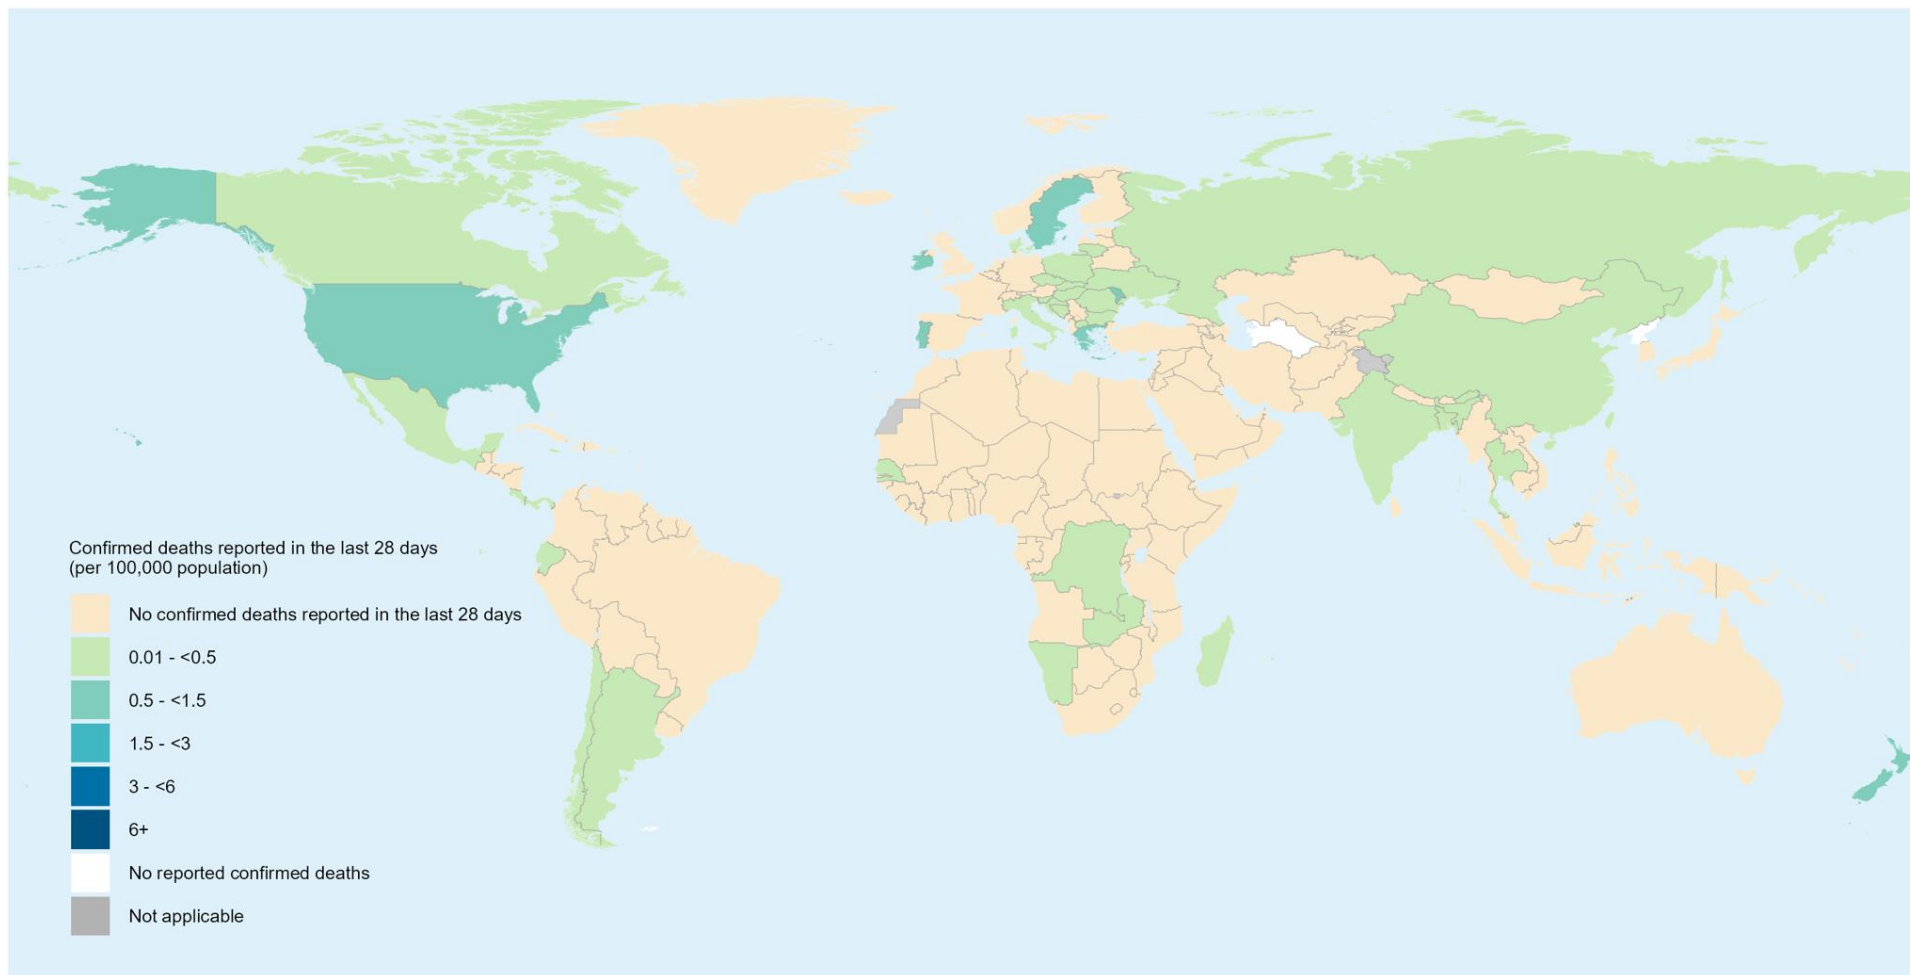 Confirmed deaths reported in the last 28 days
(per 100,000 population)
No confirmed deaths reported in the last 28 days
0.01 - <0.5
0.5 - <1.5
1.5 - <3
3 - <6
6+
No reported confirmed deaths
Not applicable